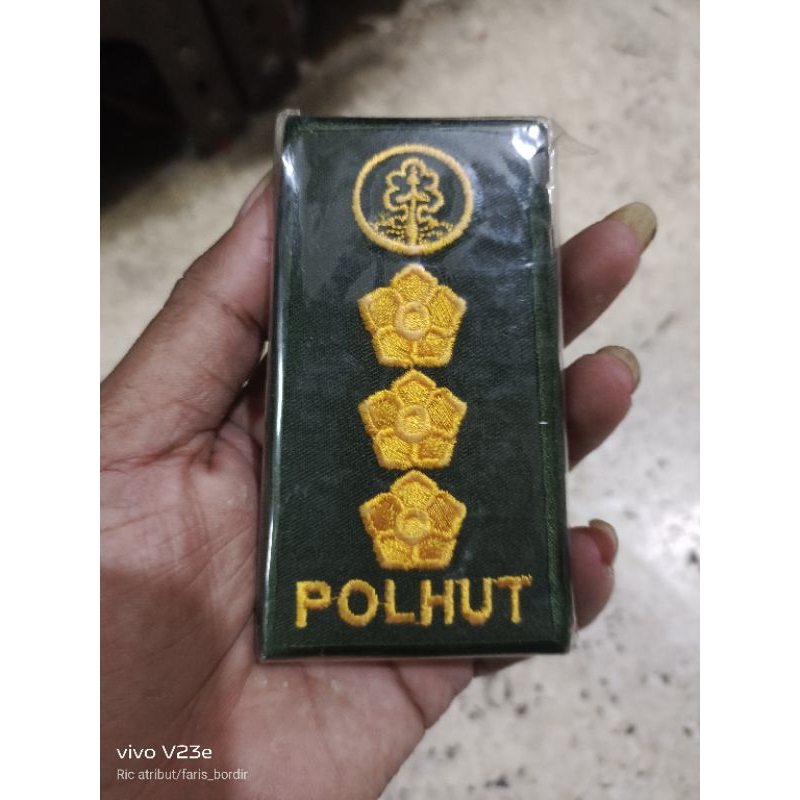 POLHUT
vivo V23e
Ric atribut/faris_bordir